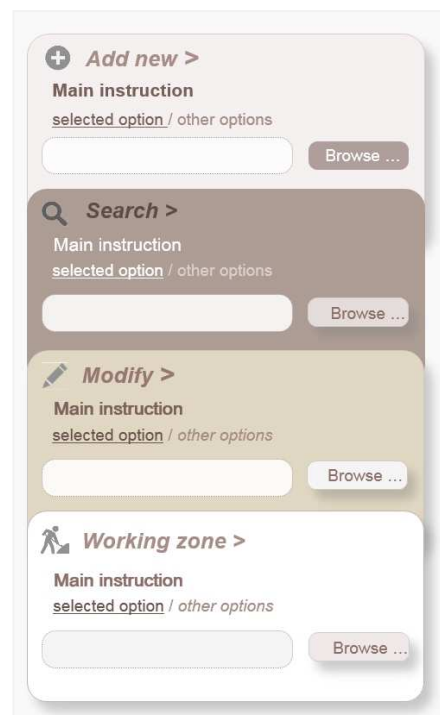 Add new >
Main instruction
selected option / other options
Browse ...
Search >
Main instruction
selected option / other options
Browse ...
Modify >
Main instruction
selected option / other options
Browse ...
Working zone >
Main instruction
selected option / other options
Browse ...